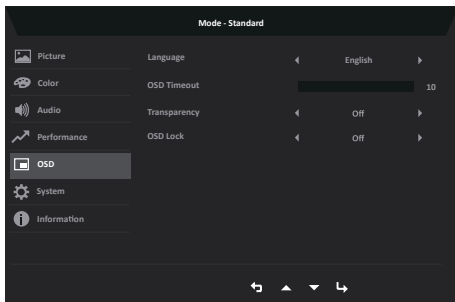 Mode - Standard
Picture
Language English
Color
OSD Timeout 10
Audio
Transparency Off
Performance
OSD Lock Off
OSD
System
Information